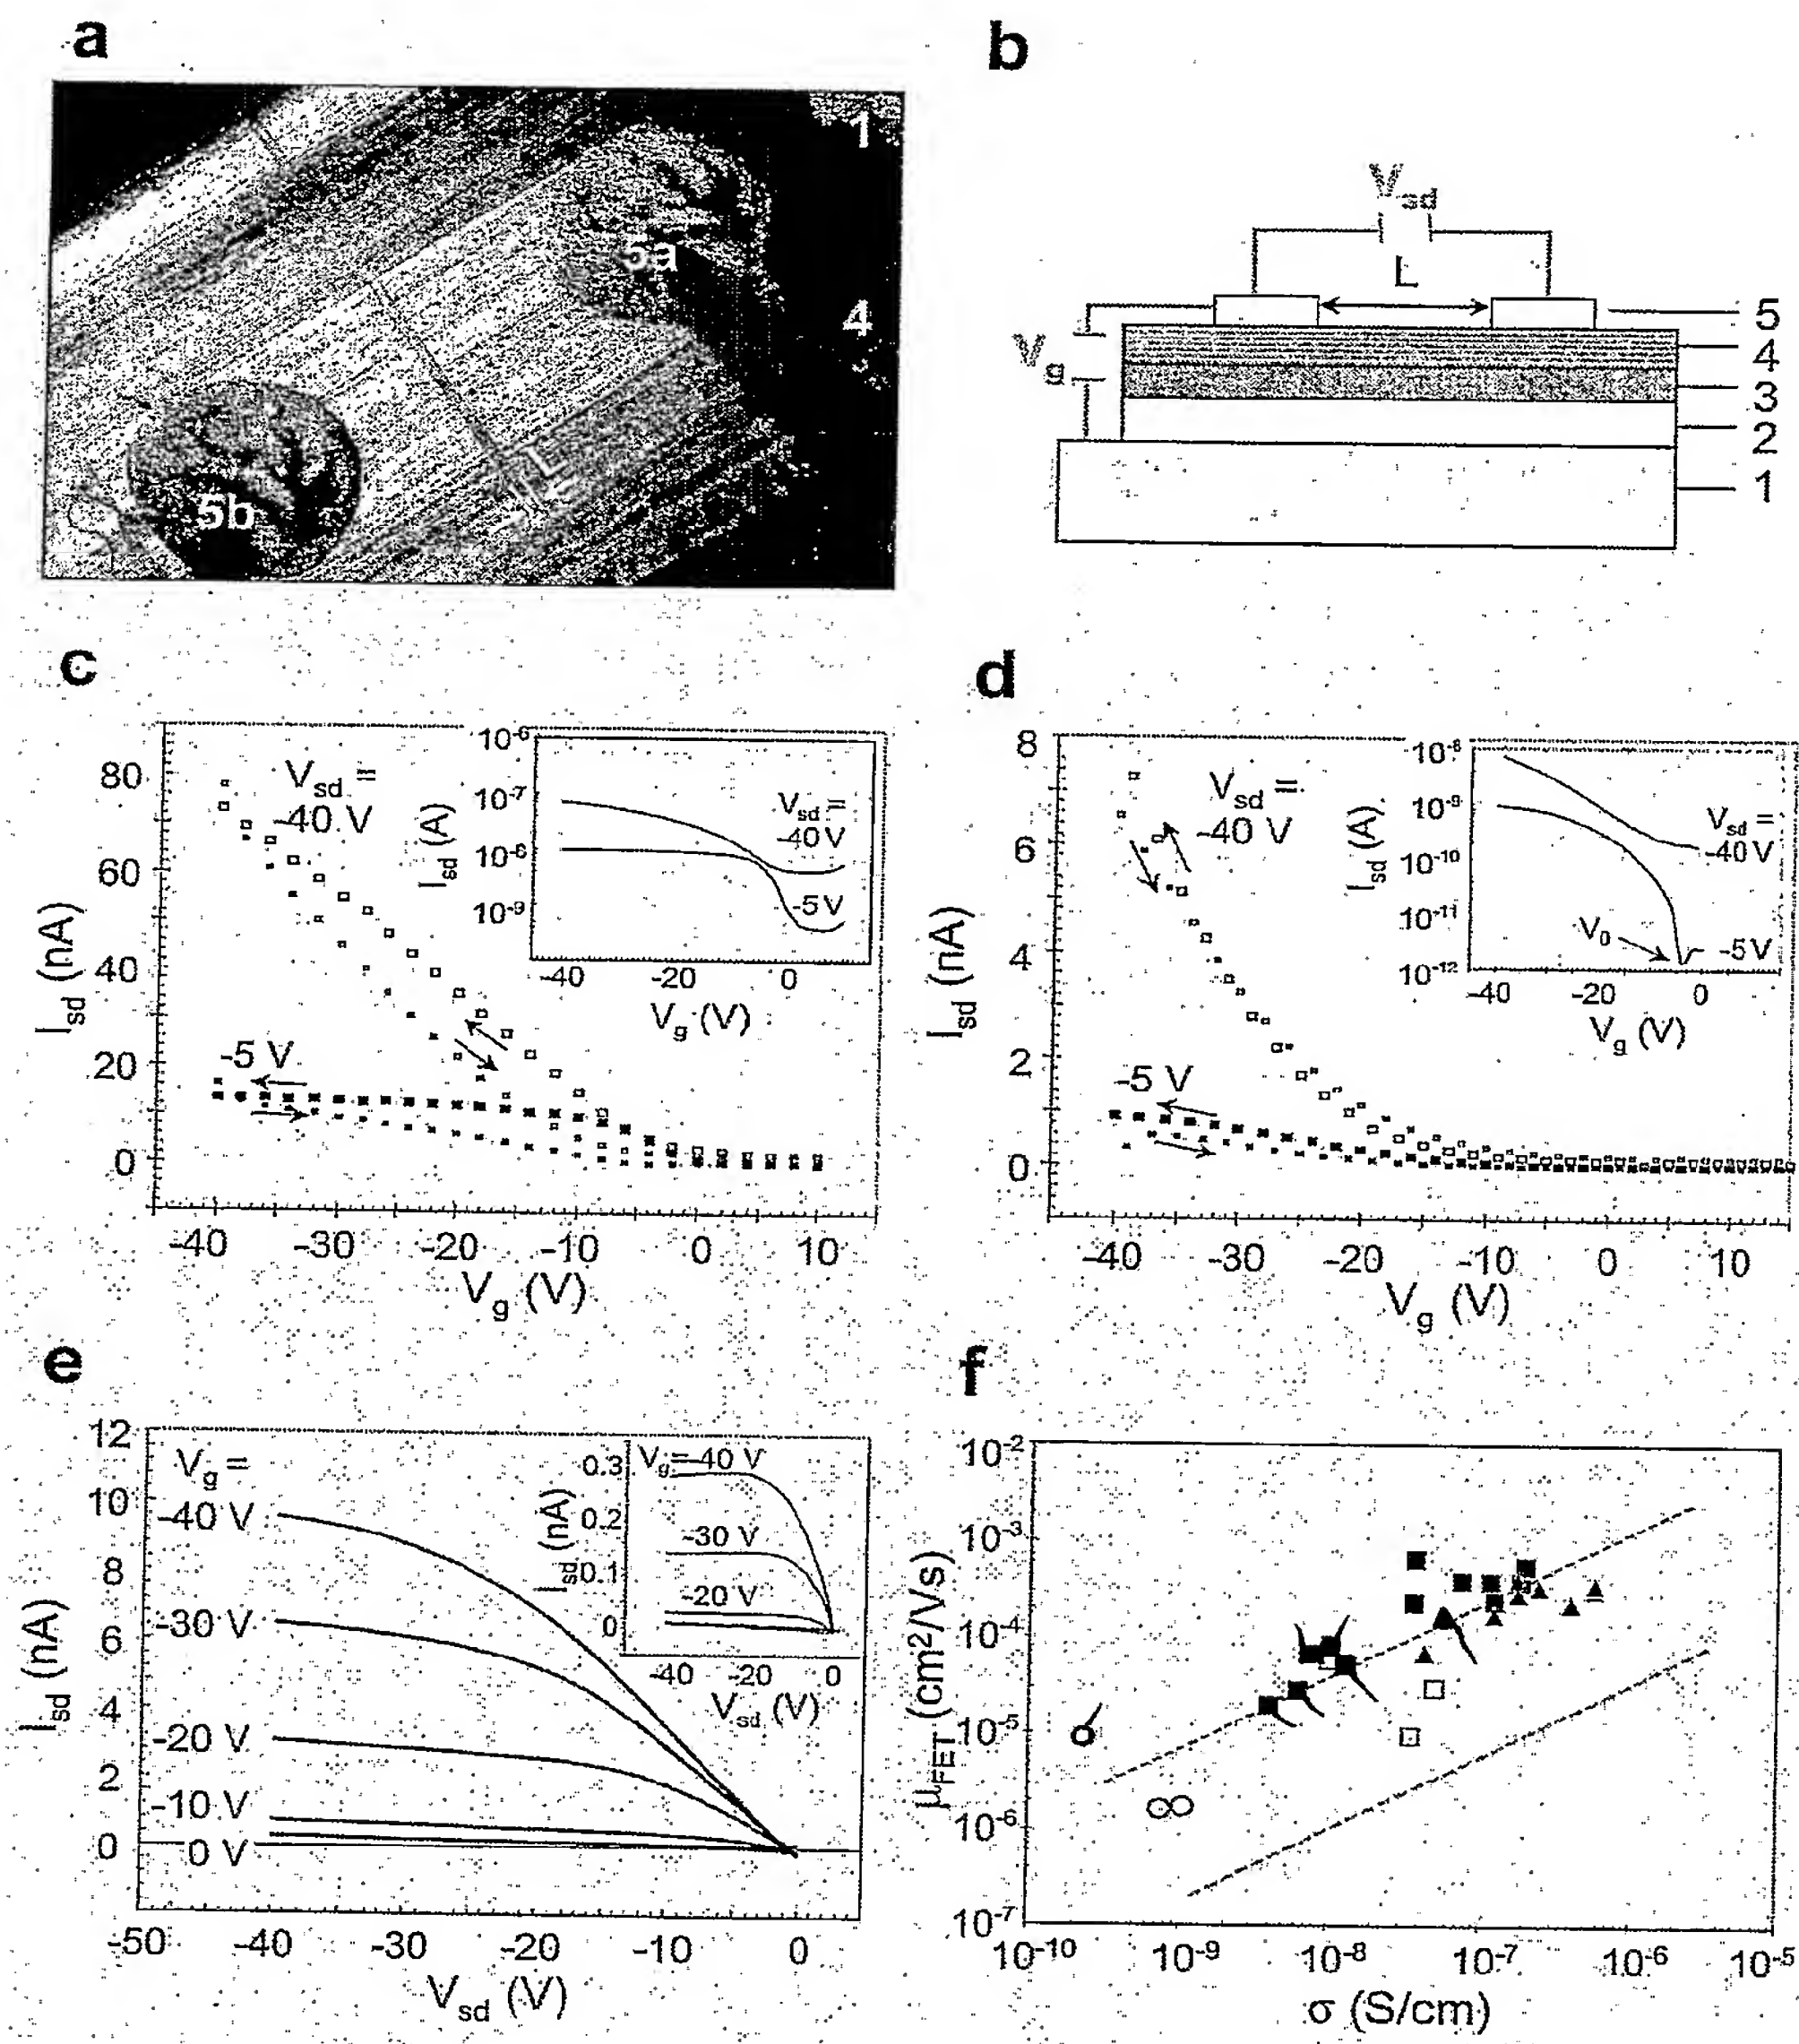 a
1
5a
4
L
5b
b
V_sd
L
V_g
5
4
3
2
1
c
I_sd (nA)
80
60
40
20
0
V_sd =
-40 V
-5 V
-40 -30 -20 -10 0 10
V_g (V)
I_sd (A)
10^-6
10^-7
10^-8
10^-9
V_sd =
-40 V
-5 V
-40 -20 0
V_g (V)
d
I_sd (nA)
8
6
4
2
0
V_sd =
-40 V
-5 V
-40 -30 -20 -10 0 10
V_g (V)
I_sd (A)
10^-8
10^-9
10^-10
10^-11
10^-12
V_sd =
-40 V
V_0
-5 V
-40 -20 0
V_g (V)
e
I_sd (nA)
12
10
8
6
4
2
0
V_g =
-40 V
-30 V
-20 V
-10 V
0 V
-50 -40 -30 -20 -10 0
V_sd (V)
I_sd (nA)
0.3
0.2
0.1
0
V_g=-40 V
-30 V
-20 V
-40 -20 0
V_sd (V)
f
μ_FET (cm²/V/s)
10^-2
10^-3
10^-4
10^-5
10^-6
10^-7
10^-10 10^-9 10^-8 10^-7 10^-6 10^-5
σ (S/cm)